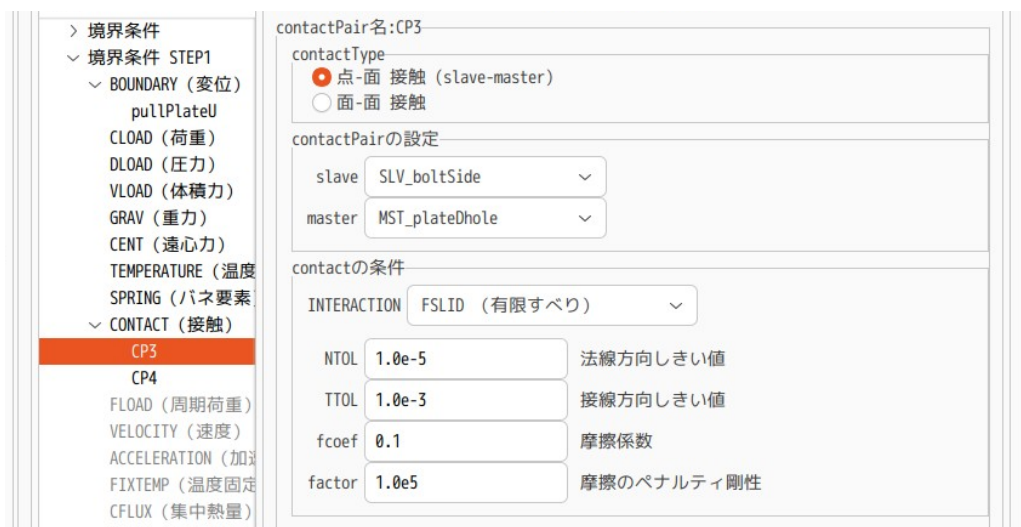 境界条件
境界条件 STEP1
BOUNDARY (変位)
pullPlateU
CLOAD (荷重)
DLOAD (圧力)
VLOAD (体積力)
GRAV (重力)
CENT (遠心力)
TEMPERATURE (温度
SPRING (バネ要素)
CONTACT (接触)
CP3
CP4
FLOAD (周期荷重)
VELOCITY (速度)
ACCELERATION (加速
FIXTEMP (温度固定
CFLUX (集中熱量)
contactPair名:CP3
contactType
点-面 接触 (slave-master)
面-面 接触
contactPairの設定
slave SLV_boltSide
master MST_plateDhole
contactの条件
INTERACTION FSLID (有限すべり)
NTOL 1.0e-5 法線方向しきい値
TTOL 1.0e-3 接線方向しきい値
fcoef 0.1 摩擦係数
factor 1.0e5 摩擦のペナルティ剛性